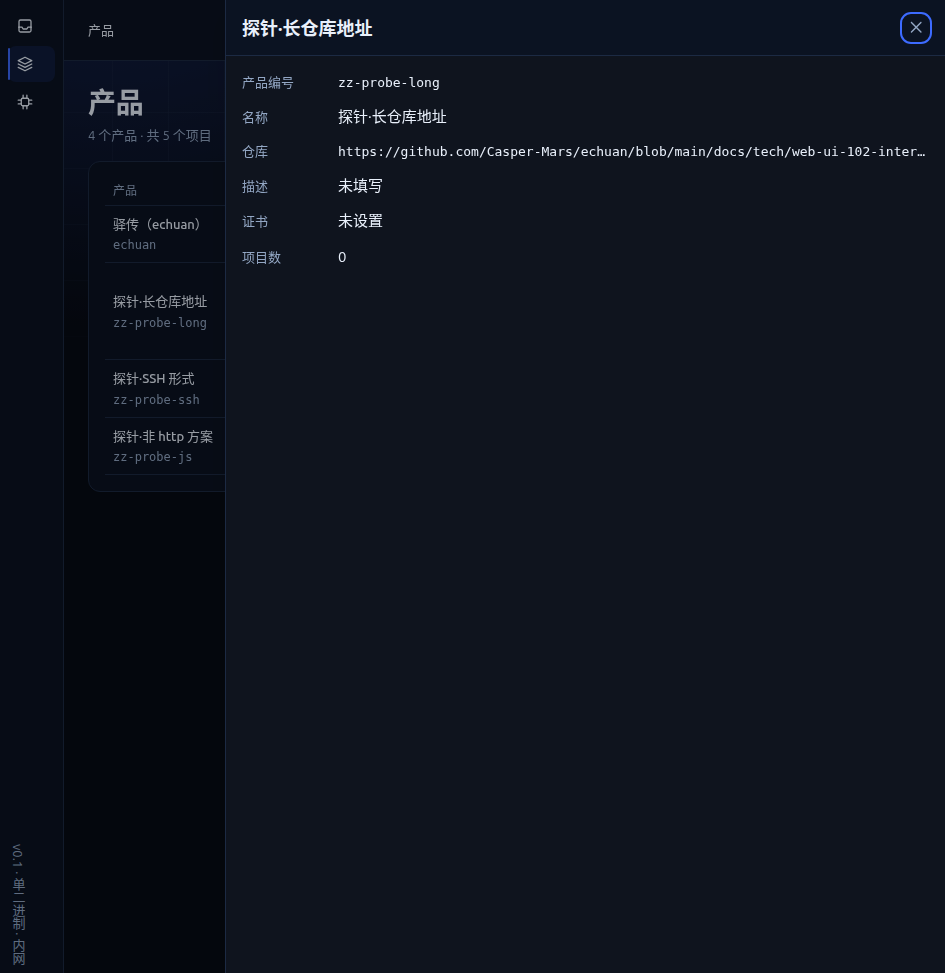 产品
产品
4 个产品 · 共 5 个项目
产品
驿传（echuan）
echuan
探针·长仓库地址
zz-probe-long
探针·SSH 形式
zz-probe-ssh
探针·非 http 方案
zz-probe-js
v0.1 · 单二进制 · 内网
探针·长仓库地址
产品编号 zz-probe-long
名称 探针·长仓库地址
仓库 https://github.com/Casper-Mars/echuan/blob/main/docs/tech/web-ui-102-inter…
描述 未填写
证书 未设置
项目数 0